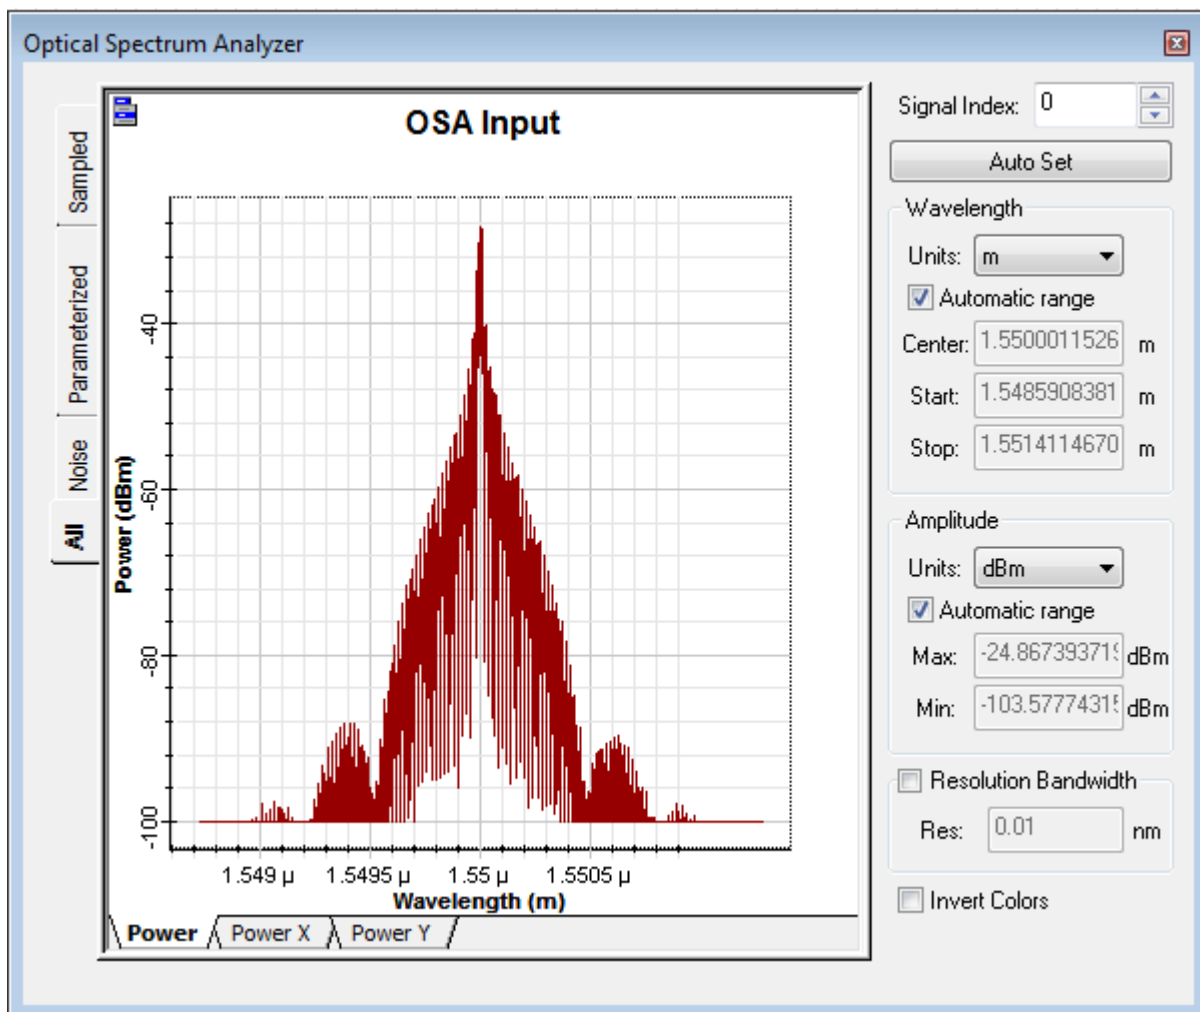 Optical Spectrum Analyzer
Sampled
Parameterized
Noise
All
OSA Input
Power (dBm)
-40
-60
-80
-100
1.549 µ
1.5495 µ
1.55 µ
1.5505 µ
Wavelength (m)
Power
Power X
Power Y
Signal Index: 0
Auto Set
Wavelength
Units: m
Automatic range
Center: 1.5500011526 m
Start: 1.5485908381 m
Stop: 1.5514114670 m
Amplitude
Units: dBm
Automatic range
Max: -24.86739371 dBm
Min: -103.57774315 dBm
Resolution Bandwidth
Res: 0.01 nm
Invert Colors